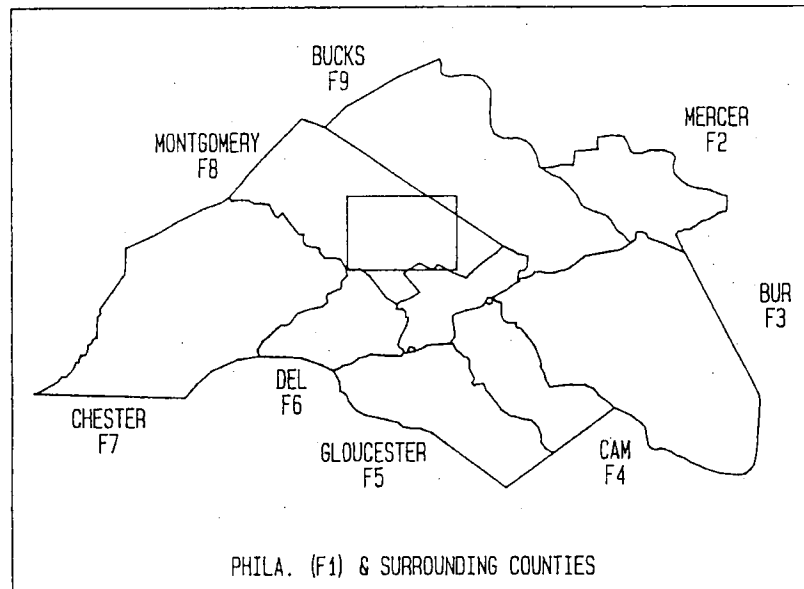 BUCKS
F9
MERCER
F2
MONTGOMERY
F8
BUR
F3
DEL
F6
CHESTER
F7
GLOUCESTER
F5
CAM
F4
PHILA. (F1) & SURROUNDING COUNTIES